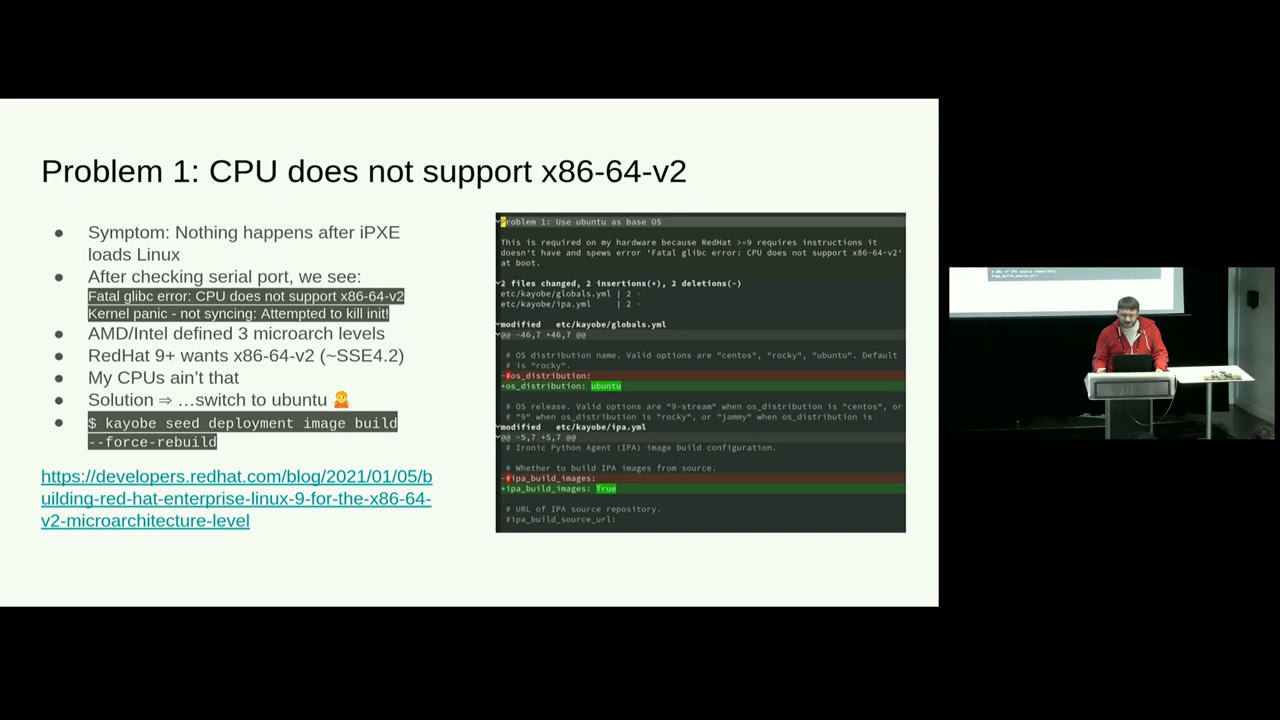 Problem 1: CPU does not support x86-64-v2
● Symptom: Nothing happens after iPXE
loads Linux
● After checking serial port, we see:
Fatal glibc error: CPU does not support x86-64-v2
Kernel panic - not syncing: Attempted to kill init!
● AMD/Intel defined 3 microarch levels
● RedHat 9+ wants x86-64-v2 (~SSE4.2)
● My CPUs ain't that
● Solution ⇒ …switch to ubuntu 🤷
● $ kayobe seed deployment image build
--force-rebuild
https://developers.redhat.com/blog/2021/01/05/b
uilding-red-hat-enterprise-linux-9-for-the-x86-64-
v2-microarchitecture-level
Problem 1: Use ubuntu as base OS
This is required on my hardware because RedHat >=9 requires instructions it
doesn't have and spews error 'Fatal glibc error: CPU does not support x86-64-v2'
at boot.
2 files changed, 2 insertions(+), 2 deletions(-)
etc/kayobe/globals.yml | 2 +-
etc/kayobe/ipa.yml | 2 +-
modified etc/kayobe/globals.yml
@@ -46,7 +46,7 @@
# OS distribution name. Valid options are "centos", "rocky", "ubuntu". Default
# is "rocky".
-#os_distribution:
+os_distribution: ubuntu
# OS release. Valid options are "9-stream" when os_distribution is "centos", or
# "9" when os_distribution is "rocky", or "jammy" when os_distribution is
modified etc/kayobe/ipa.yml
@@ -5,7 +5,7 @@
# Ironic Python Agent (IPA) image build configuration.
# Whether to build IPA images from source.
-#ipa_build_images:
+ipa_build_images: True
# URL of IPA source repository.
#ipa_build_source_url: